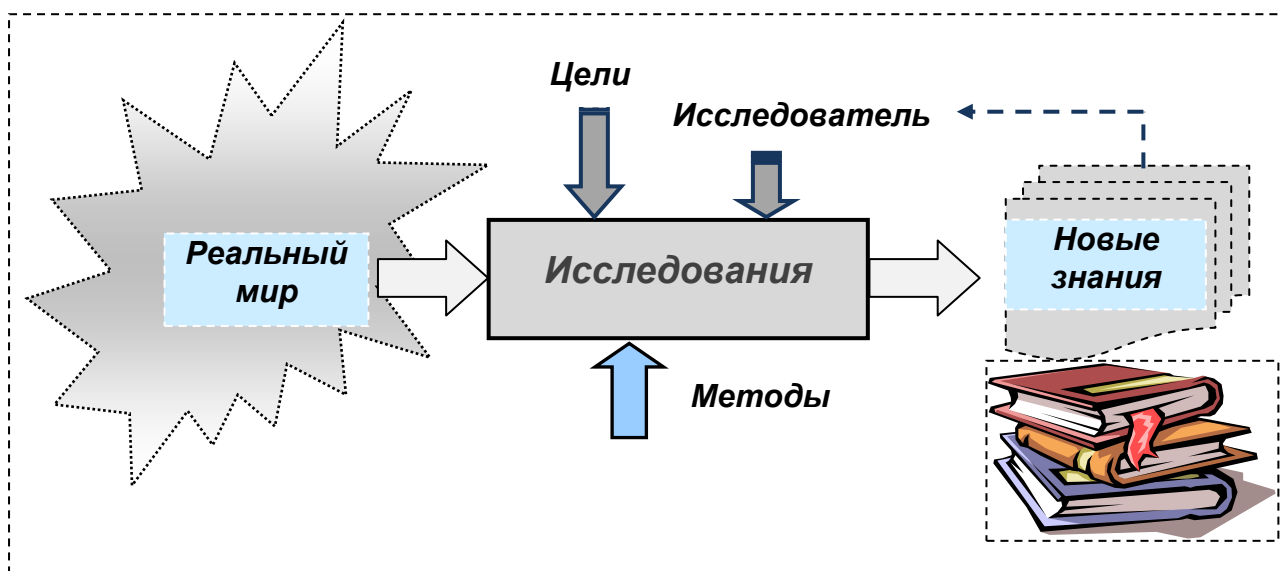 Цели
Исследователь
Реальный
мир
Исследования
Новые
знания
Методы